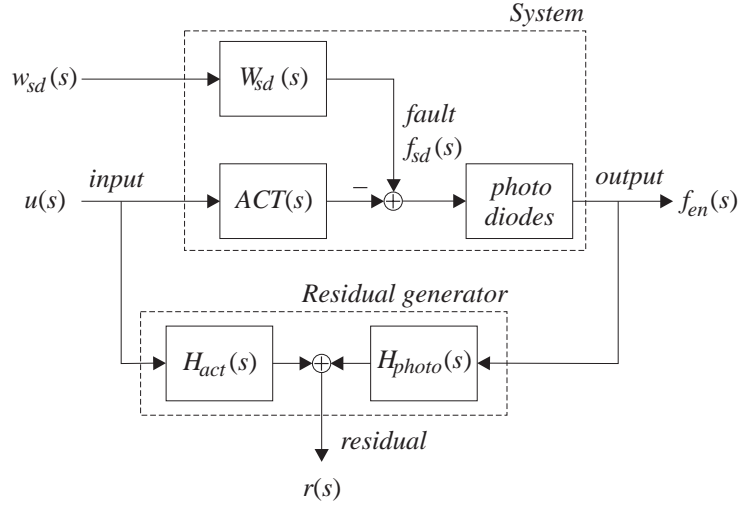 System
w_sd(s)
W_sd(s)
fault
f_sd(s)
input
u(s)
ACT(s)
−
photo
diodes
output
f_en(s)
Residual generator
H_act(s)
+
H_photo(s)
residual
r(s)